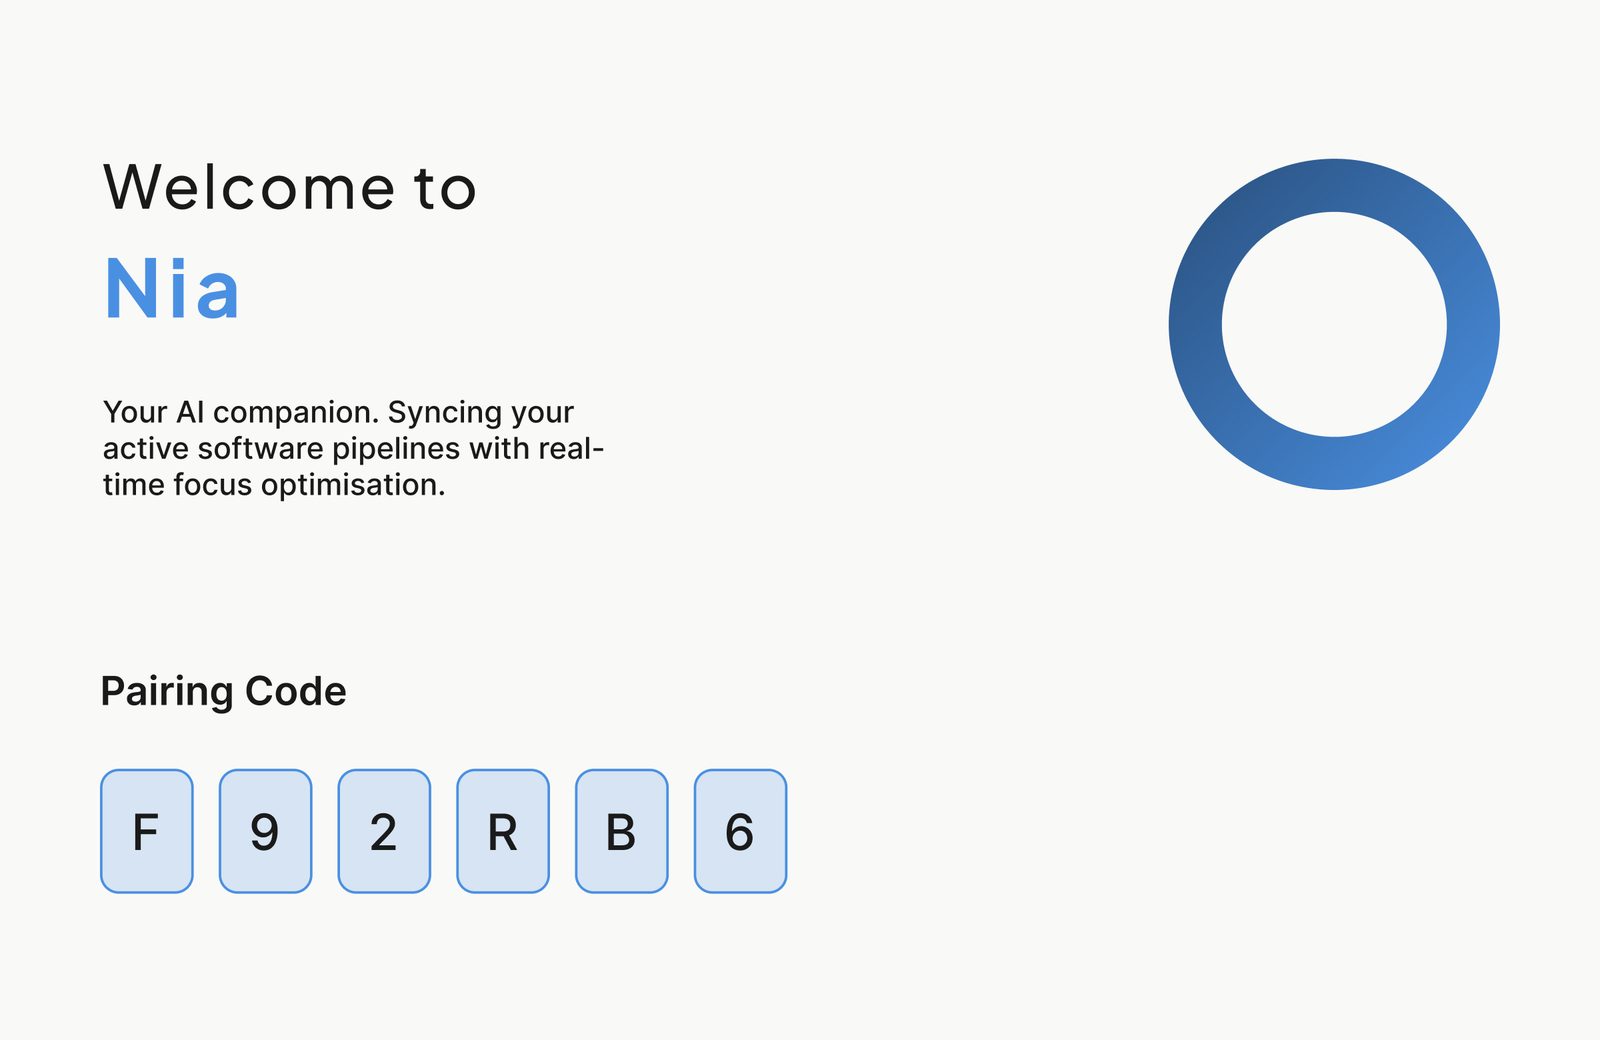 Welcome to
Nia
Your AI companion. Syncing your
active software pipelines with real-
time focus optimisation.
Pairing Code
F 9 2 R B 6